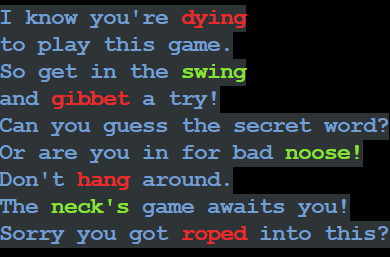 I know you're dying
to play this game.
So get in the swing
and gibbet a try!
Can you guess the secret word?
Or are you in for bad noose!
Don't hang around.
The neck's game awaits you!
Sorry you got roped into this?